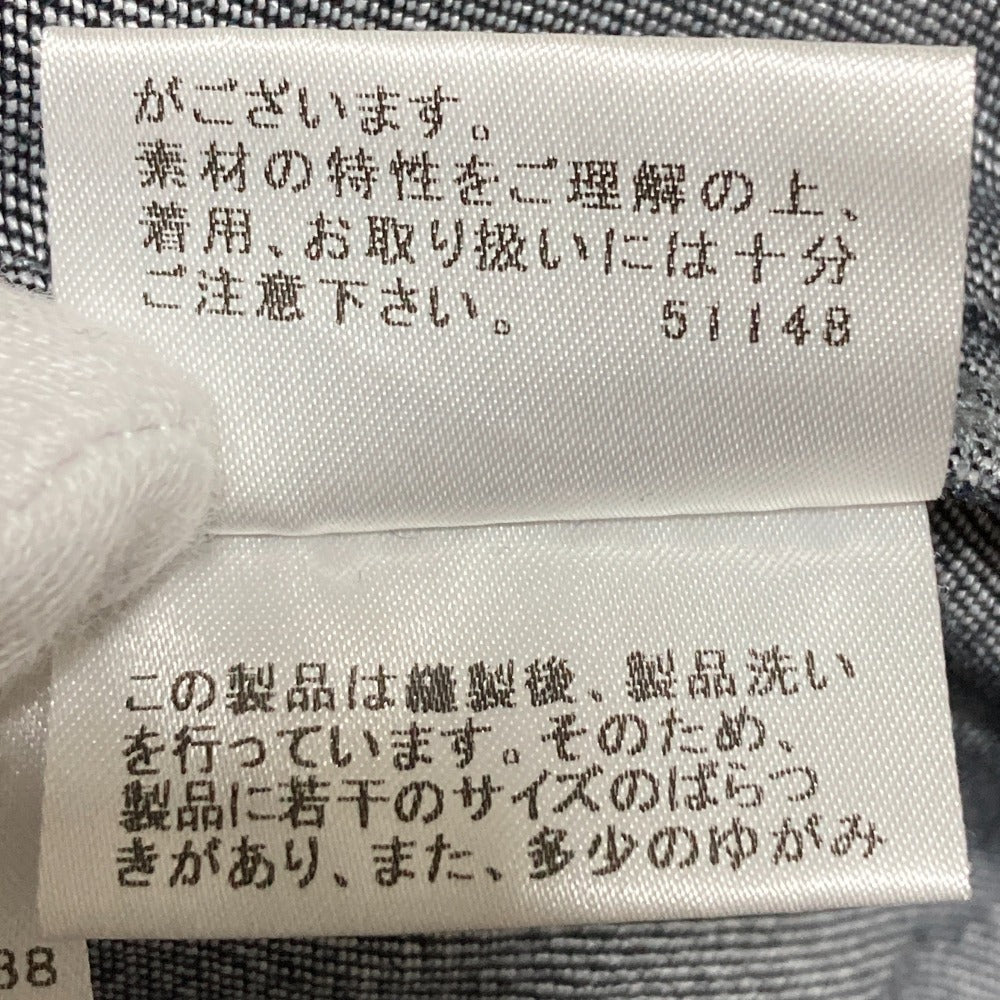 がございます。
素材の特性をご理解の上、
着用、お取り扱いには十分
ご注意下さい。 51148
この製品は縫製後、製品洗い
を行っています。そのため、
製品に若干のサイズのばらつ
きがあり、また、多少のゆがみ
38